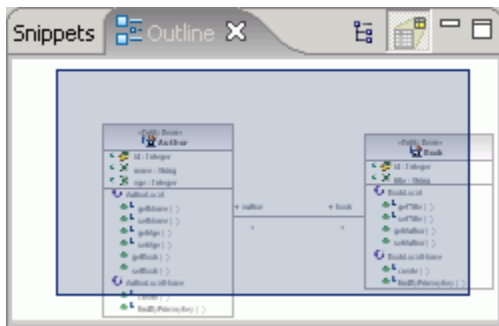 Snippets Outline
«Entity Bean»
Author
id : Integer
name : String
age : Integer
AuthorLocal
getName( )
setName( )
getAge( )
setAge( )
getBook( )
setBook( )
AuthorLocalHome
create( )
findByPrimaryKey( )
+ author + book
«Entity Bean»
Book
id : Integer
title : String
BookLocal
getTitle( )
setTitle( )
getAuthor( )
setAuthor( )
BookLocalHome
create( )
findByPrimaryKey( )